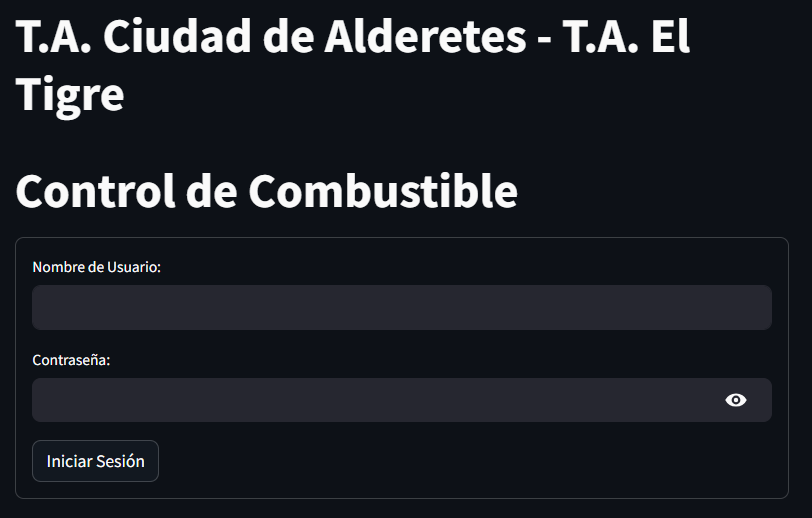 T.A. Ciudad de Alderetes - T.A. El
Tigre
Control de Combustible
Nombre de Usuario:
Contraseña:
Iniciar Sesión